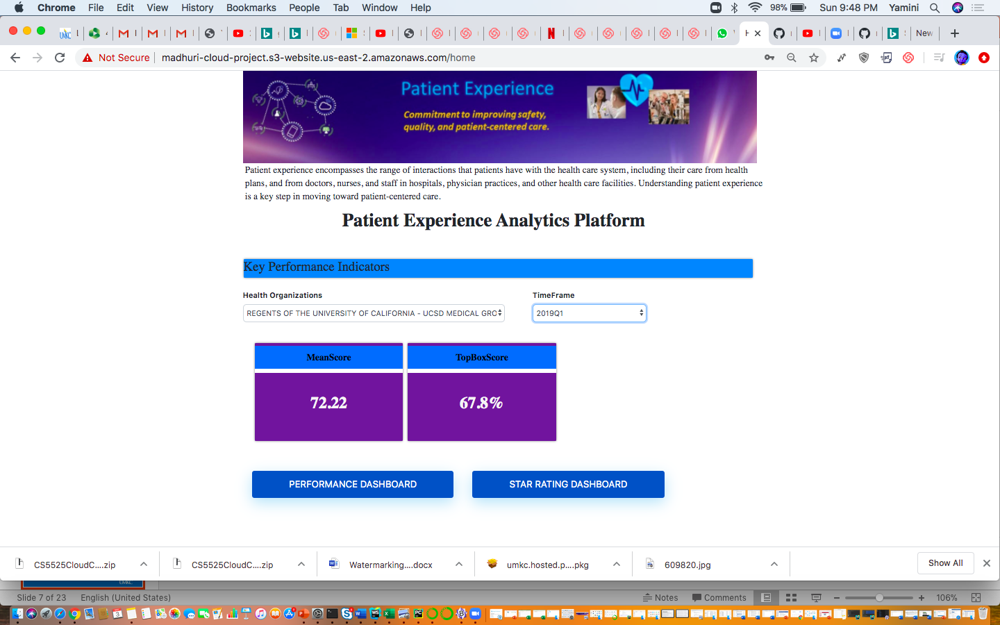 Chrome File Edit View History Bookmarks People Tab Window Help 98% Sun 9:48 PM Yamini
UMKC
New
Not Secure madhuri-cloud-project.s3-website.us-east-2.amazonaws.com/home
Patient Experience
Commitment to improving safety,
quality, and patient-centered care.
Patient experience encompasses the range of interactions that patients have with the health care system, including their care from health
plans, and from doctors, nurses, and staff in hospitals, physician practices, and other health care facilities. Understanding patient experience
is a key step in moving toward patient-centered care.
Patient Experience Analytics Platform
Key Performance Indicators
Health Organizations TimeFrame
REGENTS OF THE UNIVERSITY OF CALIFORNIA - UCSD MEDICAL GRO 2019Q1
MeanScore TopBoxScore
72.22 67.8%
PERFORMANCE DASHBOARD STAR RATING DASHBOARD
CS5525CloudC....zip CS5525CloudC....zip Watermarking....docx umkc.hosted.p....pkg 609820.jpg Show All
UMKC
Slide 7 of 23 English (United States) Notes Comments 106%